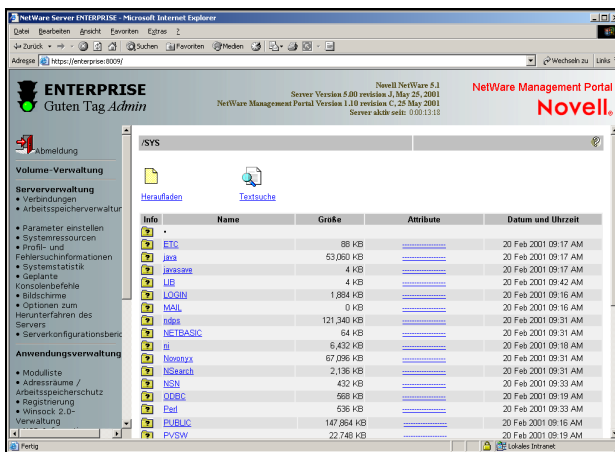 NetWare Server ENTERPRISE - Microsoft Internet Explorer
Datei Bearbeiten Ansicht Favoriten Extras ?
Zurück Suchen Favoriten Medien
Adresse https://enterprise:8009/ Wechseln zu Links
ENTERPRISE
Guten Tag Admin
Novell NetWare 5.1
Server Version 5.00 revision J, May 25, 2001
NetWare Management Portal Version 1.10 revision C, 25 May 2001
Server aktiv seit: 0:00:13:18
NetWare Management Portal
Novell®
Abmeldung
Volume-Verwaltung
Serververwaltung
• Verbindungen
• Arbeitsspeicherverwaltur
• Parameter einstellen
• Systemressourcen
• Profil- und
Fehlersuchinfomationen
• Systemstatistik
• Geplante
Konsolenbefehle
• Bildschirme
• Optionen zum
Herunterfahren des
Servers
• Serverkonfigurationsberic
Anwendungsverwaltung
• Modulliste
• Adressräume /
Arbeitsspeicherschutz
• Registrierung
• Winsock 2.0-
Verwaltung
/SYS
Heraufladen Textsuche
Info Name Größe Attribute Datum und Uhrzeit
.
ETC 88 KB ---------------- 20 Feb 2001 09:17 AM
java 53,060 KB ---------------- 20 Feb 2001 09:17 AM
javasave 4 KB ---------------- 20 Feb 2001 09:17 AM
LIB 4 KB ---------------- 20 Feb 2001 09:42 AM
LOGIN 1,884 KB ---------------- 20 Feb 2001 09:16 AM
MAIL 0 KB ---------------- 20 Feb 2001 09:16 AM
ndps 121,340 KB ---------------- 20 Feb 2001 09:31 AM
NETBASIC 64 KB ---------------- 20 Feb 2001 09:31 AM
ni 6,432 KB ---------------- 20 Feb 2001 09:18 AM
Novonyx 67,096 KB ---------------- 20 Feb 2001 09:31 AM
NSearch 2,136 KB ---------------- 20 Feb 2001 09:31 AM
NSN 432 KB ---------------- 20 Feb 2001 09:33 AM
ODBC 568 KB ---------------- 20 Feb 2001 09:19 AM
Perl 536 KB ---------------- 20 Feb 2001 09:33 AM
PUBLIC 147,864 KB ---------------- 20 Feb 2001 09:16 AM
PVSW 22,748 KB ---------------- 20 Feb 2001 09:19 AM
Fertig Lokales Intranet